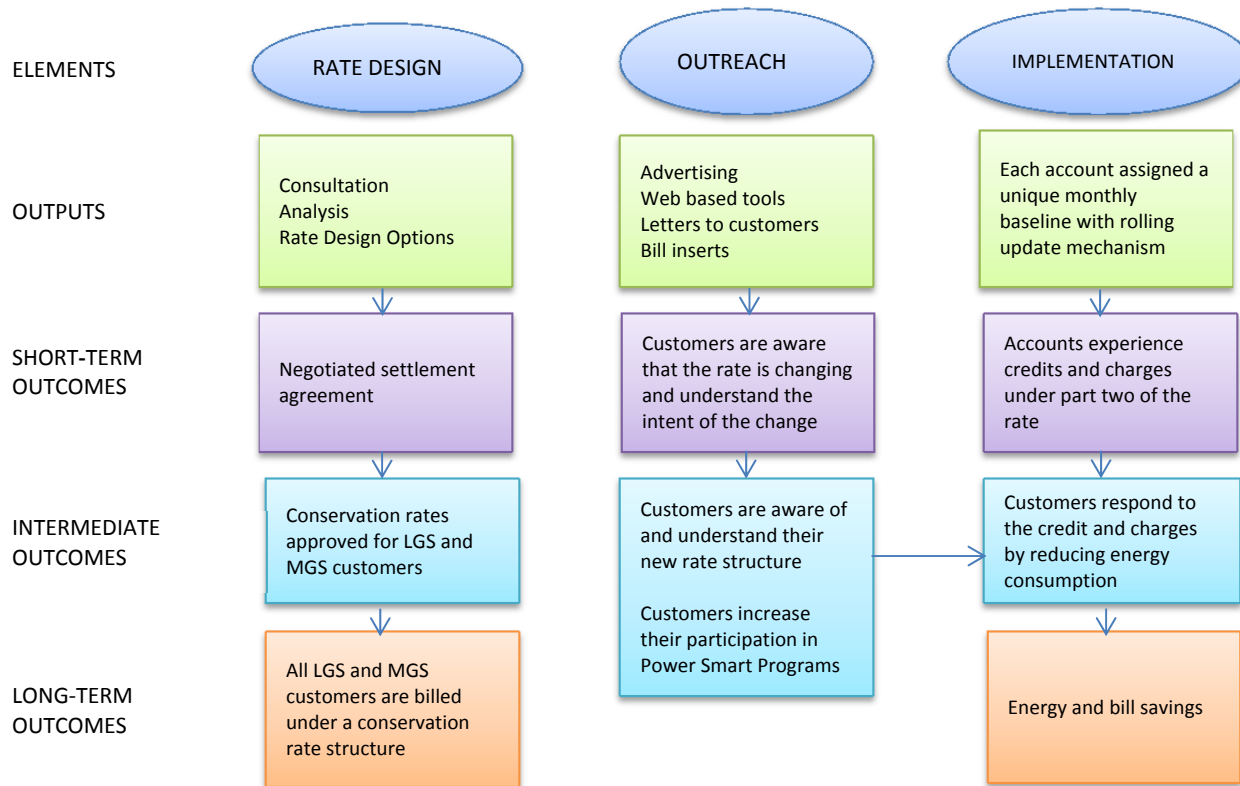 ELEMENTS
RATE DESIGN
OUTREACH
IMPLEMENTATION
OUTPUTS
Consultation
Analysis
Rate Design Options
Advertising
Web based tools
Letters to customers
Bill inserts
Each account assigned a
unique monthly
baseline with rolling
update mechanism
SHORT-TERM
OUTCOMES
Negotiated settlement
agreement
Customers are aware
that the rate is changing
and understand the
intent of the change
Accounts experience
credits and charges
under part two of the
rate
INTERMEDIATE
OUTCOMES
Conservation rates
approved for LGS and
MGS customers
Customers are aware of
and understand their
new rate structure
Customers increase
their participation in
Power Smart Programs
Customers respond to
the credit and charges
by reducing energy
consumption
LONG-TERM
OUTCOMES
All LGS and MGS
customers are billed
under a conservation
rate structure
Energy and bill savings